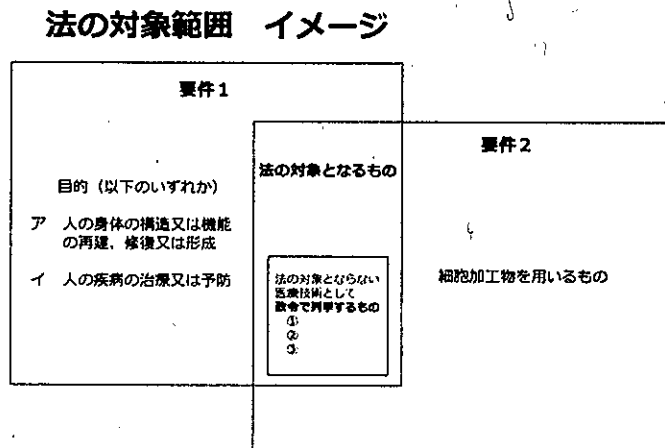 法の対象範囲 イメージ
要件1
要件2
法の対象となるもの
目的(以下のいずれか)
ア 人の身体の構造又は機能
の再建、修復又は形成
イ 人の疾病の治療又は予防
法の対象とならない
医療技術として
政令で列挙するもの
①
②
③
細胞加工物を用いるもの